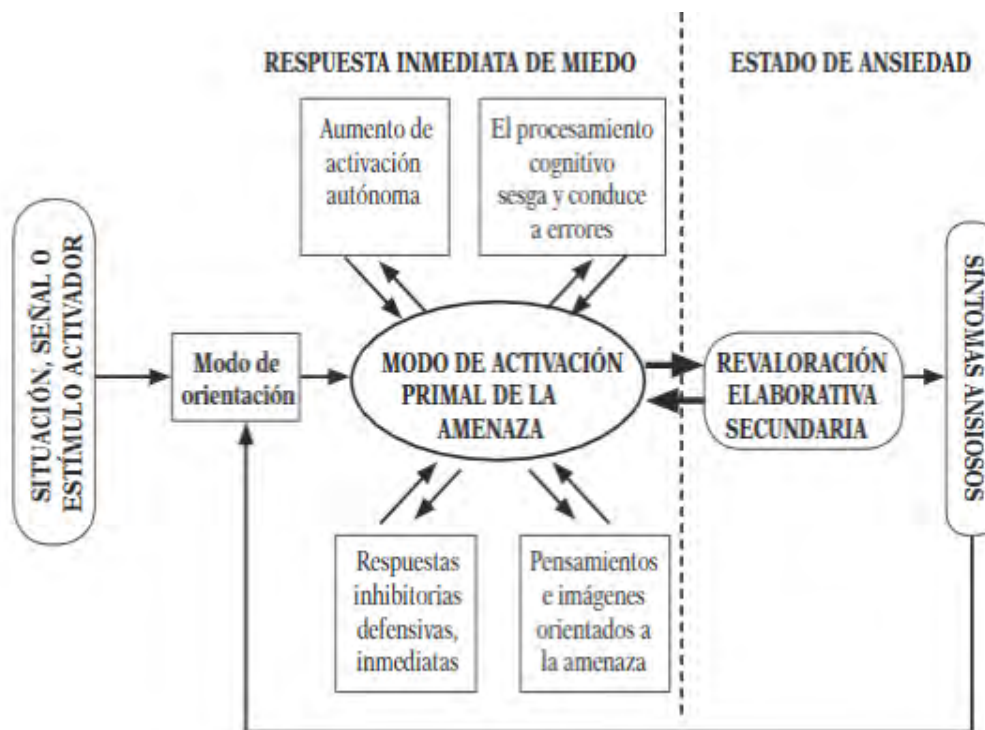 RESPUESTA INMEDIATA DE MIEDO
ESTADO DE ANSIEDAD
Aumento de
activación
autónoma
El procesamiento
cognitivo
sesga y conduce
a errores
SITUACIÓN, SEÑAL O
ESTÍMULO ACTIVADOR
Modo de
orientación
MODO DE ACTIVACIÓN
PRIMAL DE LA
AMENAZA
REVALORACIÓN
ELABORATIVA
SECUNDARIA
SÍNTOMAS ANSIOSOS
Respuestas
inhibitorias
defensivas,
inmediatas
Pensamientos
e imágenes
orientados a
la amenaza